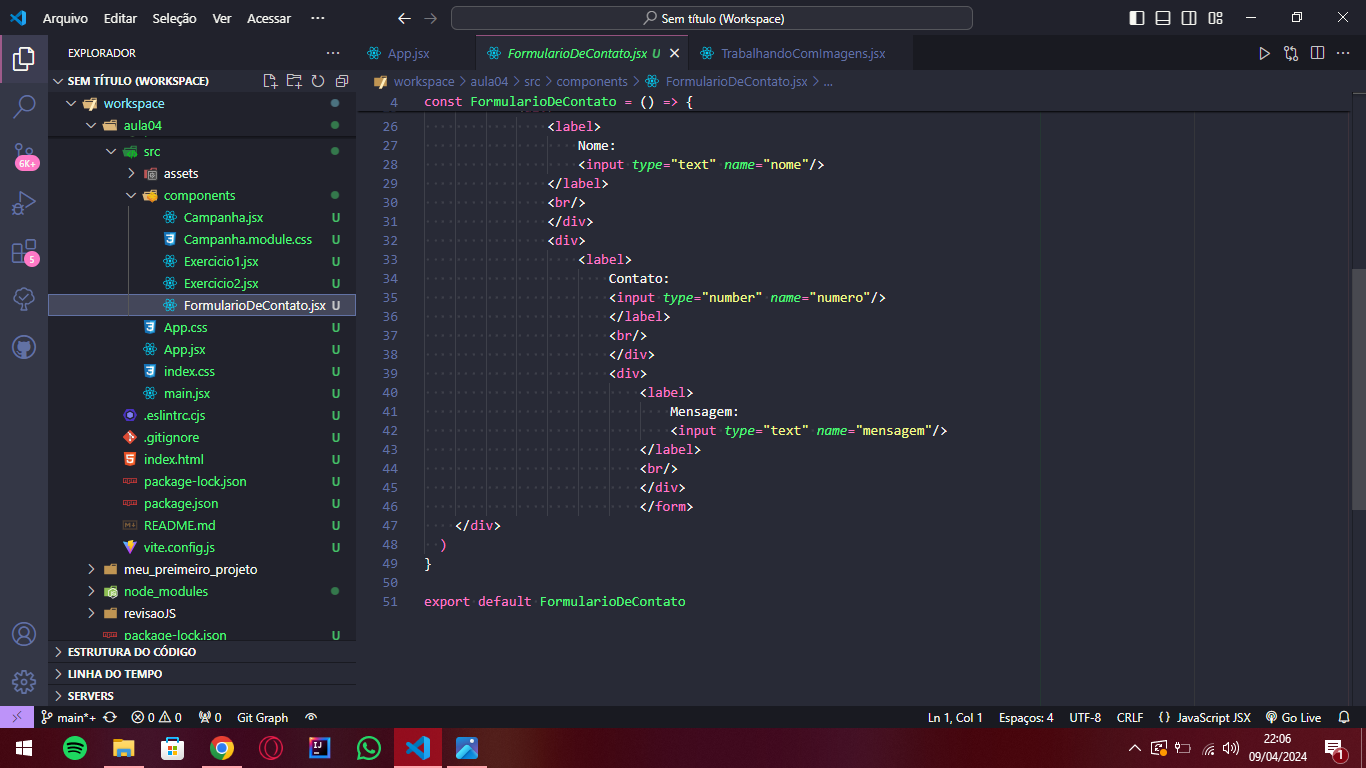 Arquivo Editar Seleção Ver Acessar ··· Sem título (Workspace)
EXPLORADOR ···
SEM TÍTULO (WORKSPACE)
workspace
aula04
src
assets
components
Campanha.jsx U
Campanha.module.css U
Exercicio1.jsx U
Exercicio2.jsx U
FormularioDeContato.jsx U
App.css U
App.jsx U
index.css U
main.jsx U
.eslintrc.cjs U
.gitignore U
index.html U
package-lock.json U
package.json U
README.md U
vite.config.js U
meu_preimeiro_projeto
node_modules
revisaoJS
package-lock.json U
ESTRUTURA DO CÓDIGO
LINHA DO TEMPO
SERVERS
6K+
5
App.jsx FormularioDeContato.jsx U TrabalhandoComImagens.jsx
workspace > aula04 > src > components > FormularioDeContato.jsx > ...
4 const FormularioDeContato = () => {
26 <label>
27 Nome:
28 <input type="text" name="nome"/>
29 </label>
30 <br/>
31 </div>
32 <div>
33 <label>
34 Contato:
35 <input type="number" name="numero"/>
36 </label>
37 <br/>
38 </div>
39 <div>
40 <label>
41 Mensagem:
42 <input type="text" name="mensagem"/>
43 </label>
44 <br/>
45 </div>
46 </form>
47 </div>
48 )
49 }
50
51 export default FormularioDeContato
main*+ 0 0 0 Git Graph Ln 1, Col 1 Espaços: 4 UTF-8 CRLF {} JavaScript JSX Go Live
22:06
09/04/2024
1